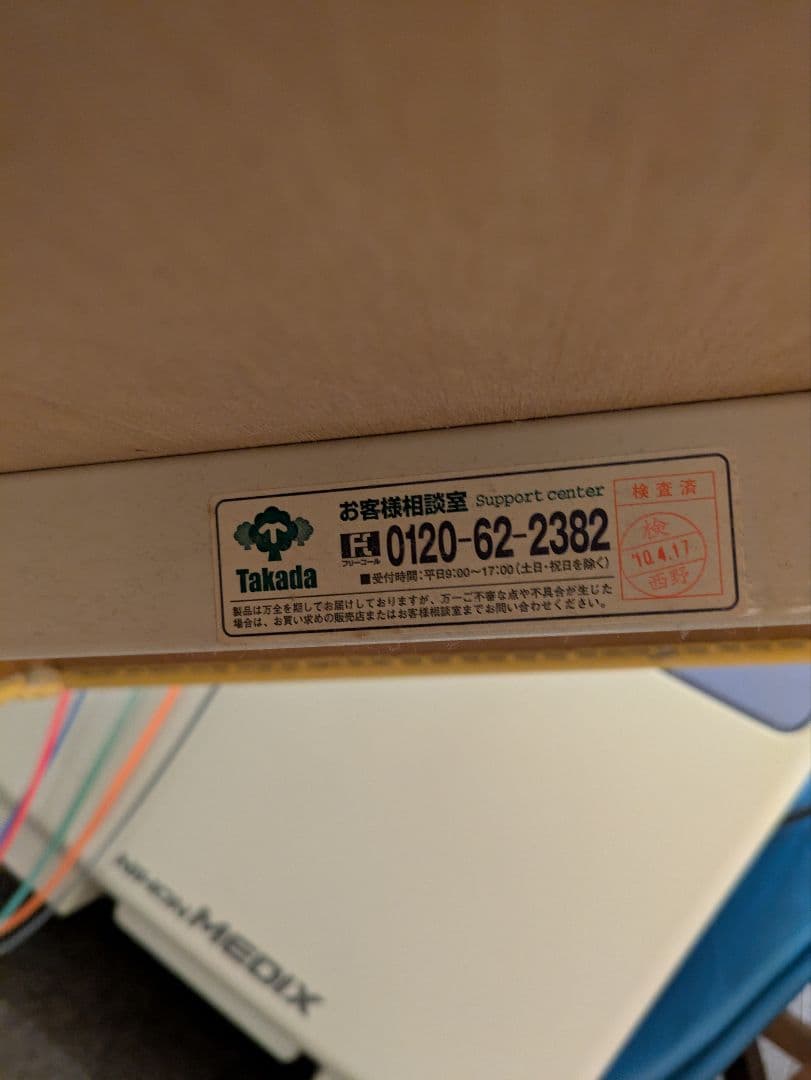 お客様相談室 Support center
フリーコール 0120-62-2382
■受付時間:平日9:00〜17:00(土日・祝日を除く)
Takada
製品は万全を期してお届けしておりますが、万一ご不審な点や不具合が生じた
場合は、お買い求めの販売店またはお客様相談室までお問い合わせください。
検査済
検
'10.4.17
西野
NIHON MEDIX